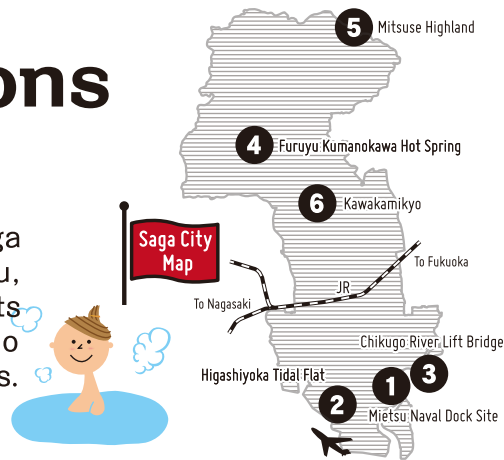 ons
ga
u,
ts
o
s.
Saga City
Map
5 Mitsuse Highland
4 Furuyu Kumanokawa Hot Spring
6 Kawakamikyo
To Fukuoka
JR
To Nagasaki
Chikugo River Lift Bridge
3
Higashiyoka Tidal Flat
1
2
Mietsu Naval Dock Site